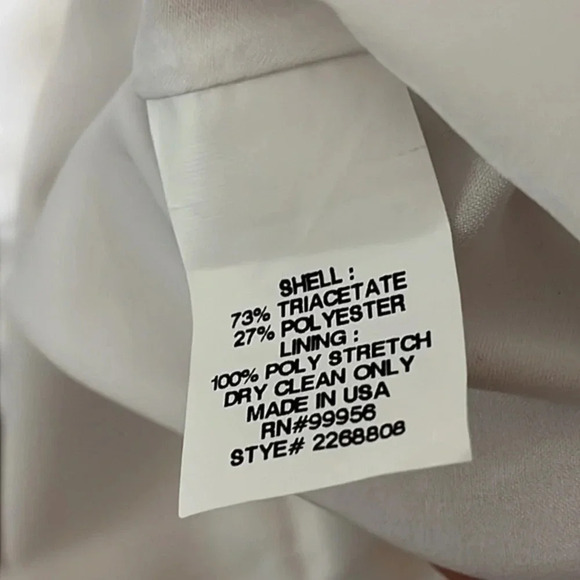 SHELL :
73% TRIACETATE
27% POLYESTER
LINING :
100% POLY STRETCH
DRY CLEAN ONLY
MADE IN USA
RN#99956
STYE# 2268808